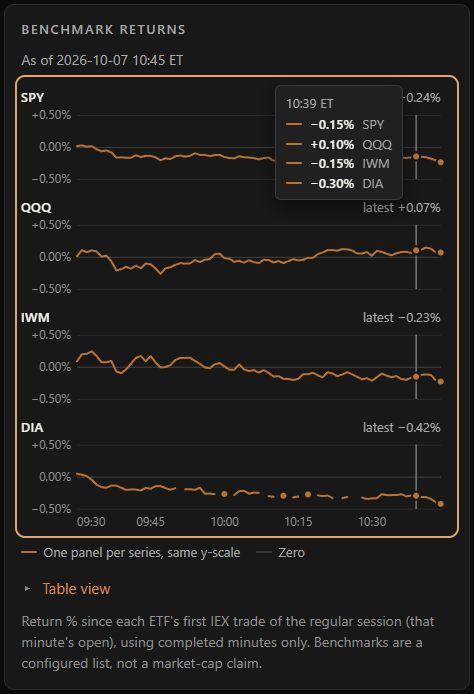 BENCHMARK RETURNS
As of 2026-10-07 10:45 ET
SPY
−0.24%
10:39 ET
−0.15% SPY
+0.10% QQQ
−0.15% IWM
−0.30% DIA
+0.50%
0.00%
−0.50%
QQQ
latest +0.07%
+0.50%
0.00%
−0.50%
IWM
latest −0.23%
+0.50%
0.00%
−0.50%
DIA
latest −0.42%
+0.50%
0.00%
−0.50%
09:30 09:45 10:00 10:15 10:30
One panel per series, same y-scale Zero
Table view
Return % since each ETF's first IEX trade of the regular session (that
minute's open), using completed minutes only. Benchmarks are a
configured list, not a market-cap claim.